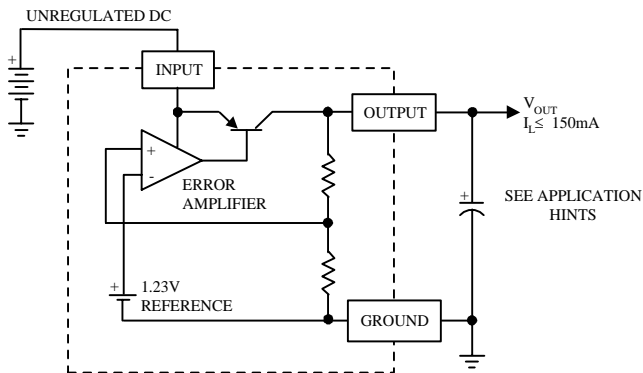 UNREGULATED DC
+
INPUT
OUTPUT
V_OUT
I_L ≤ 150mA
+
-
ERROR
AMPLIFIER
+
SEE APPLICATION
HINTS
+
1.23V
REFERENCE
GROUND